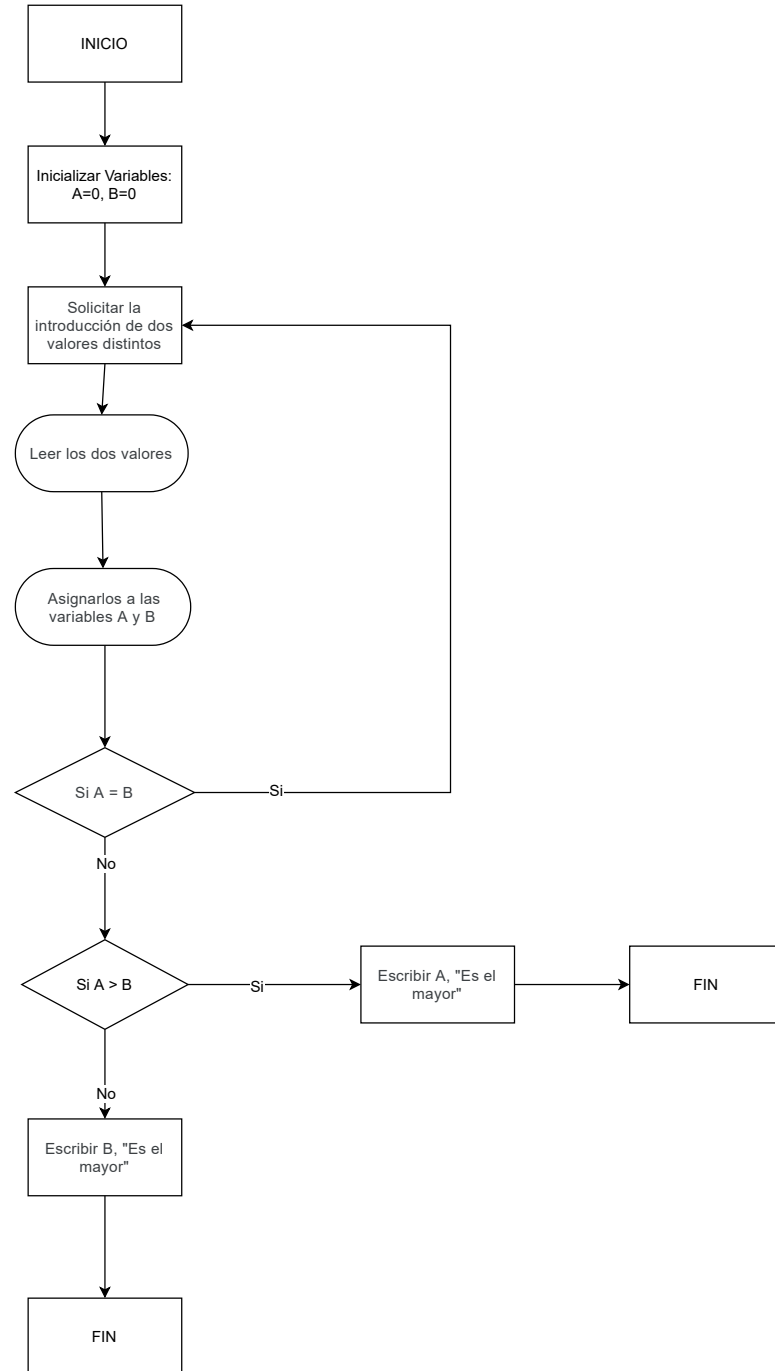 INICIO
Inicializar Variables:
A=0, B=0
Solicitar la
introducción de dos
valores distintos
Leer los dos valores
Asignarlos a las
variables A y B
Si A = B
Si
No
Si A > B
Si
Escribir A, "Es el
mayor"
FIN
No
Escribir B, "Es el
mayor"
FIN